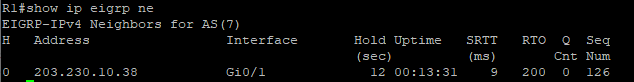 R1#show ip eigrp ne
EIGRP-IPv4 Neighbors for AS(7)
H   Address                 Interface              Hold Uptime   SRTT   RTO  Q  Seq
                                                   (sec)         (ms)       Cnt Num
0   203.230.10.38           Gi0/1                    12 00:13:31    9   200  0  126